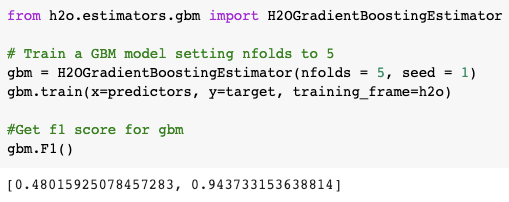 from h2o.estimators.gbm import H2OGradientBoostingEstimator
# Train a GBM model setting nfolds to 5
gbm = H2OGradientBoostingEstimator(nfolds = 5, seed = 1)
gbm.train(x=predictors, y=target, training_frame=h2o)
#Get f1 score for gbm
gbm.F1()
[0.48015925078457283, 0.943733153638814]